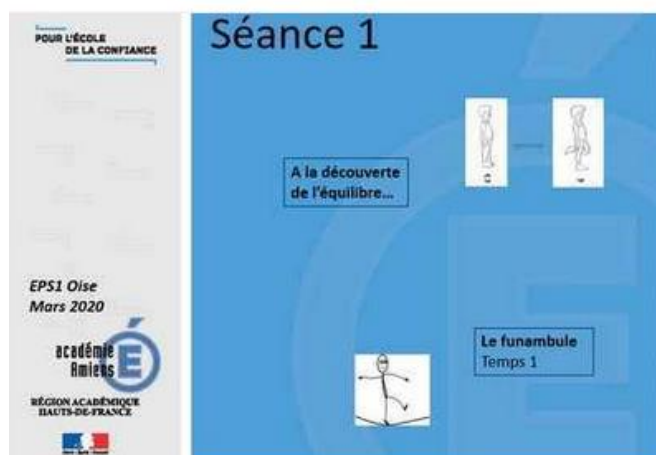 POUR L'ÉCOLE
DE LA CONFIANCE
Séance 1
A la découverte
de l'équilibre...
EPS1 Oise
Mars 2020
Le funambule
Temps 1
académie
Amiens
RÉGION ACADÉMIQUE
HAUTS-DE-FRANCE